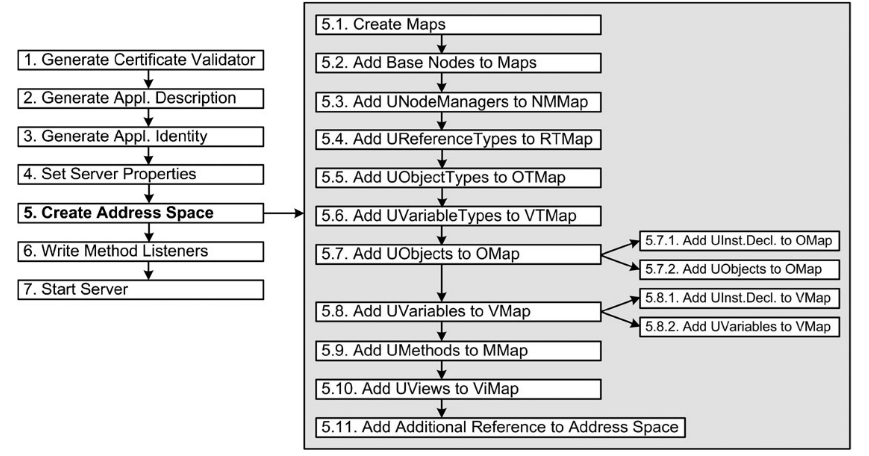 1. Generate Certificate Validator
2. Generate Appl. Description
3. Generate Appl. Identity
4. Set Server Properties
5. Create Address Space
6. Write Method Listeners
7. Start Server
5.1. Create Maps
5.2. Add Base Nodes to Maps
5.3. Add UNodeManagers to NMMap
5.4. Add UReferenceTypes to RTMap
5.5. Add UObjectTypes to OTMap
5.6. Add UVariableTypes to VTMap
5.7. Add UObjects to OMap
5.7.1. Add UInst.Decl. to OMap
5.7.2. Add UObjects to OMap
5.8. Add UVariables to VMap
5.8.1. Add UInst.Decl. to VMap
5.8.2. Add UVariables to VMap
5.9. Add UMethods to MMap
5.10. Add UViews to ViMap
5.11. Add Additional Reference to Address Space